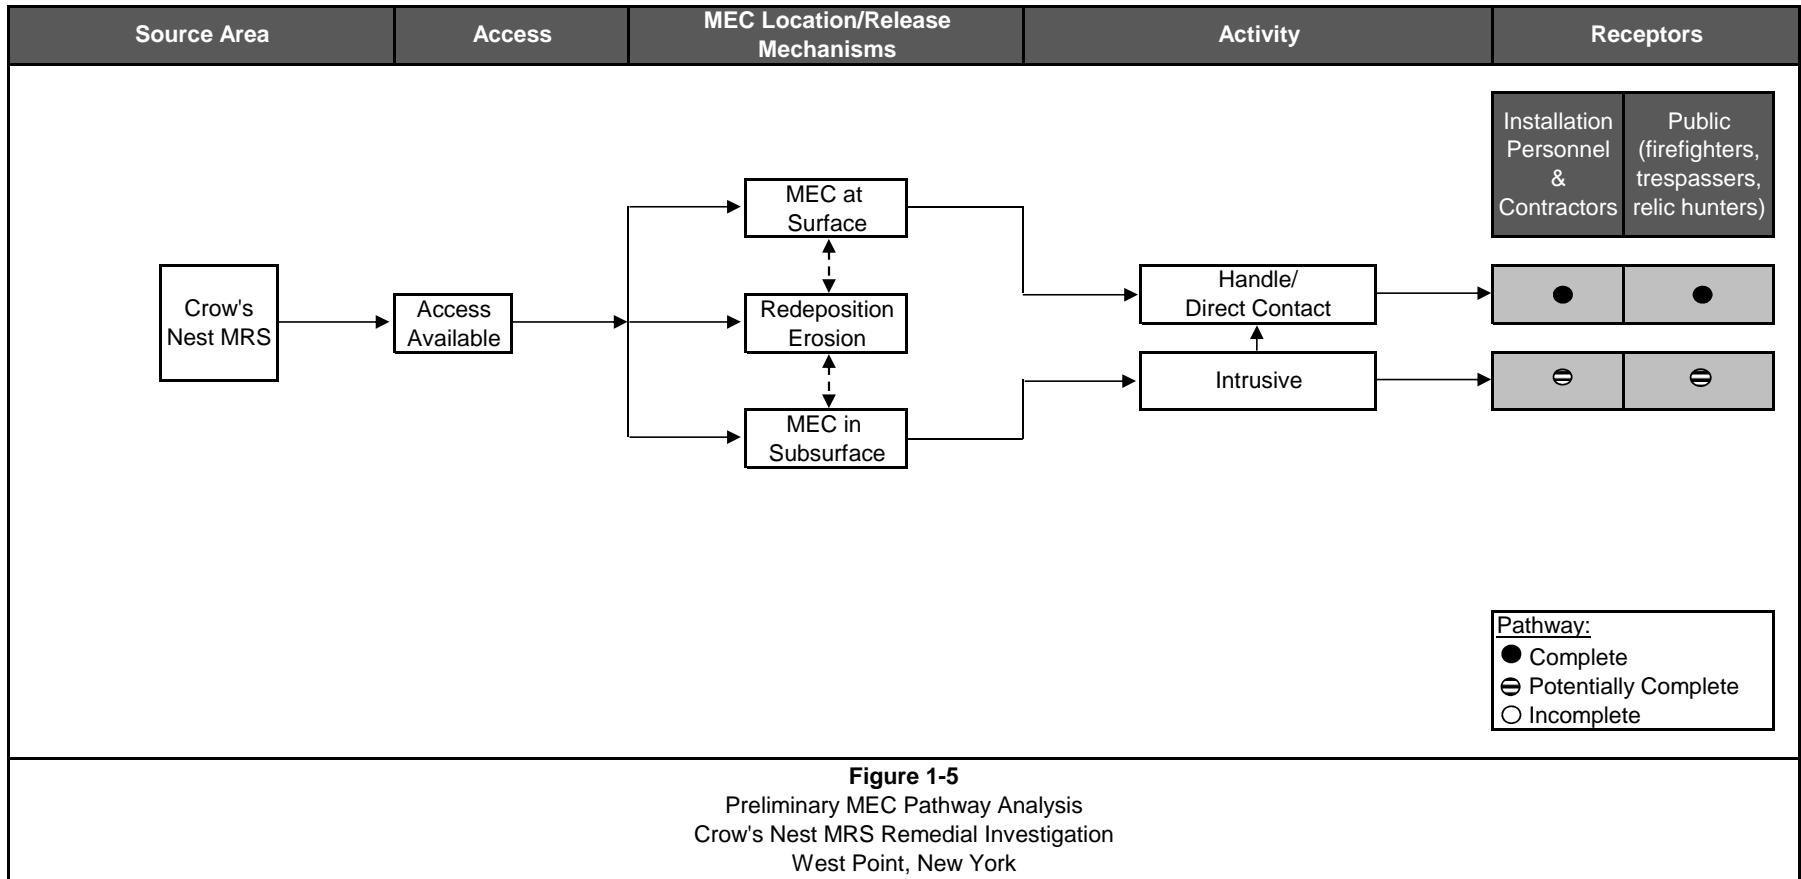 Source Area
Access
MEC Location/Release
Mechanisms
Activity
Receptors
Installation
Personnel
&
Contractors
Public
(firefighters,
trespassers,
relic hunters)
MEC at
Surface
Crow's
Nest MRS
Access
Available
Redeposition
Erosion
Handle/
Direct Contact
Intrusive
MEC in
Subsurface
Pathway:
Complete
Potentially Complete
Incomplete
Figure 1-5
Preliminary MEC Pathway Analysis
Crow's Nest MRS Remedial Investigation
West Point, New York